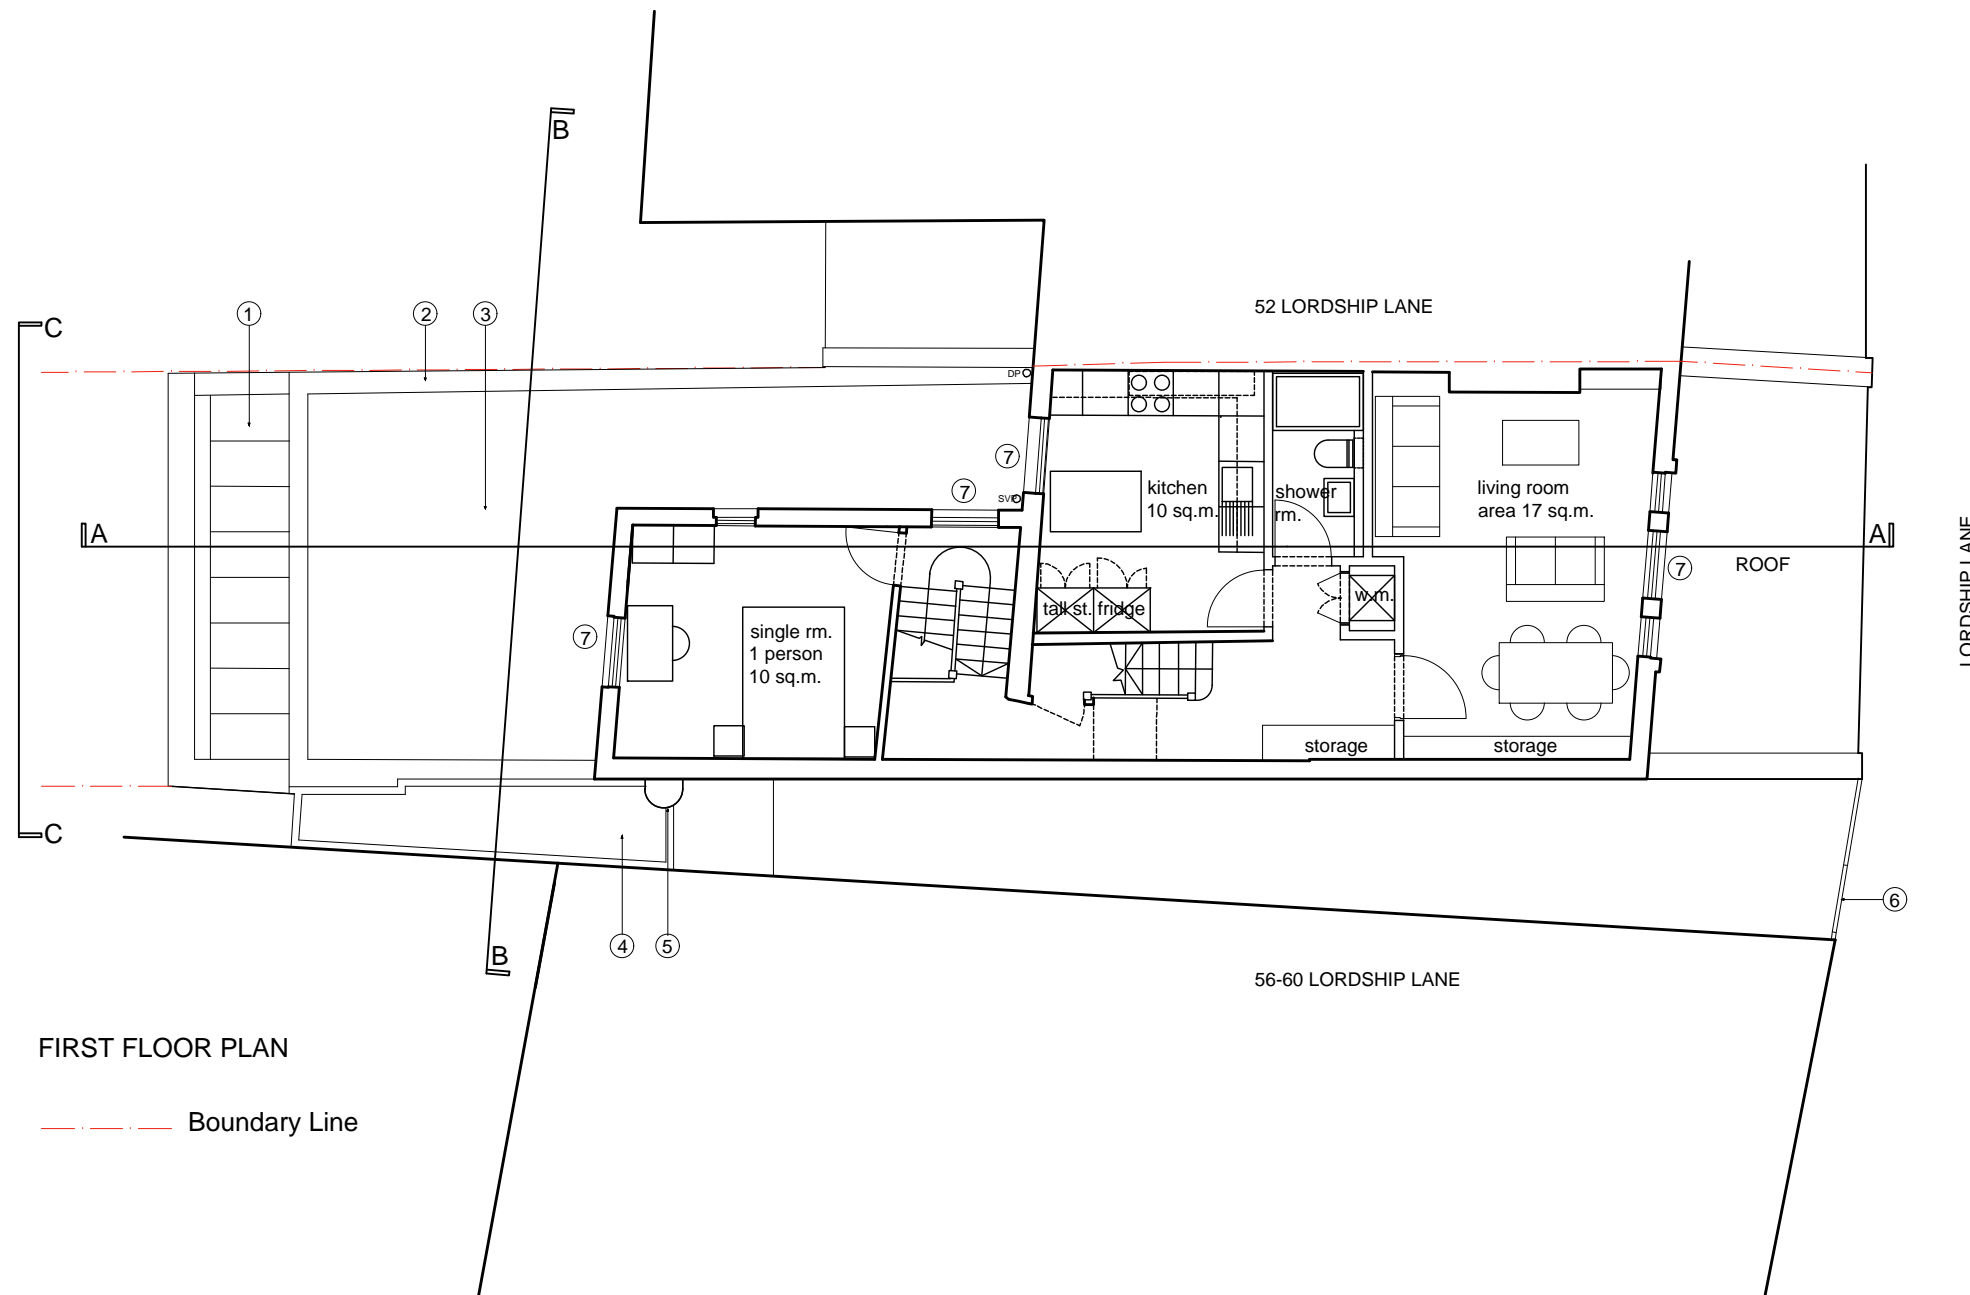 B
52 LORDSHIP LANE
1
2
3
C
DP
7
7
SVP
kitchen
10 sq.m.
shower
rm.
living room
area 17 sq.m.
A
A
ROOF
7
LORDSHIP LANE
w.m.
tall st.
fridge
7
single rm.
1 person
10 sq.m.
storage
storage
C
6
4
5
B
56-60 LORDSHIP LANE
FIRST FLOOR PLAN
Boundary Line